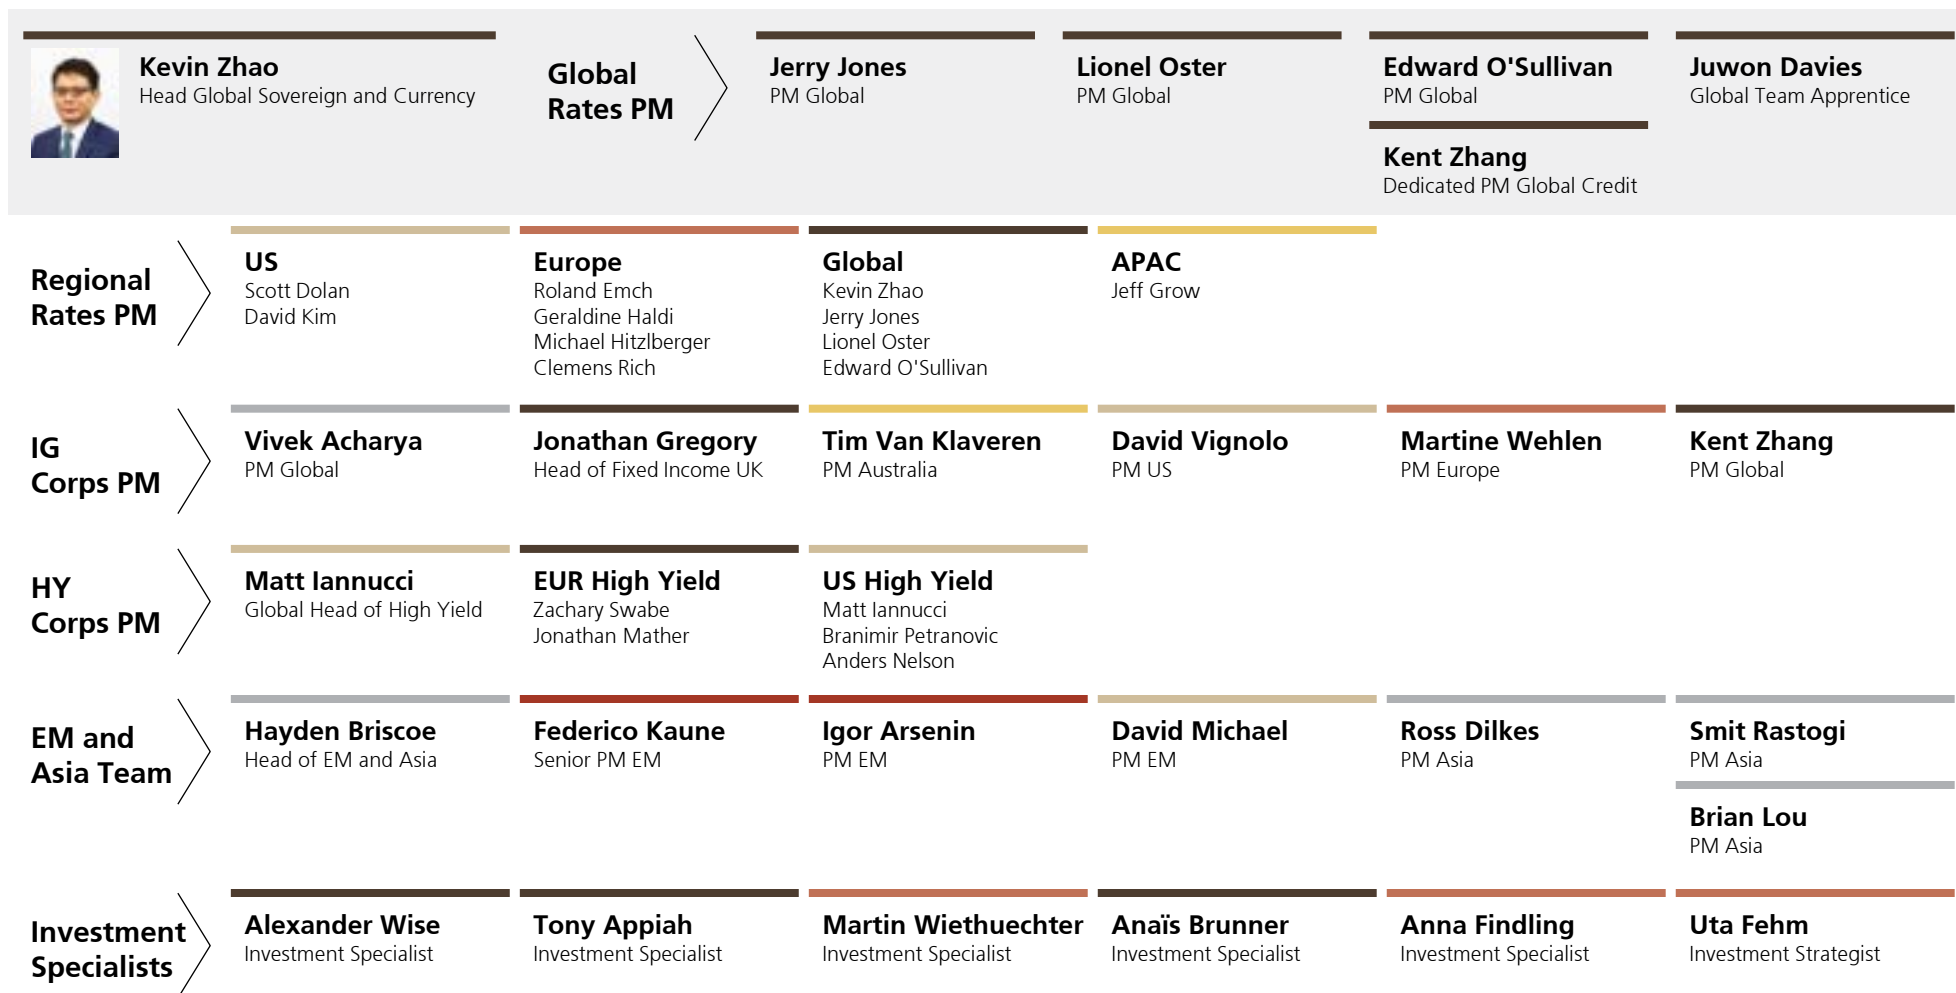 Kevin Zhao
Head Global Sovereign and Currency
Global
Rates PM
Jerry Jones
PM Global
Lionel Oster
PM Global
Edward O'Sullivan
PM Global
Kent Zhang
Dedicated PM Global Credit
Juwon Davies
Global Team Apprentice
Regional
Rates PM
US
Scott Dolan
David Kim
Europe
Roland Emch
Geraldine Haldi
Michael Hitzlberger
Clemens Rich
Global
Kevin Zhao
Jerry Jones
Lionel Oster
Edward O'Sullivan
APAC
Jeff Grow
IG
Corps PM
Vivek Acharya
PM Global
Jonathan Gregory
Head of Fixed Income UK
Tim Van Klaveren
PM Australia
David Vignolo
PM US
Martine Wehlen
PM Europe
Kent Zhang
PM Global
HY
Corps PM
Matt Iannucci
Global Head of High Yield
EUR High Yield
Zachary Swabe
Jonathan Mather
US High Yield
Matt Iannucci
Branimir Petranovic
Anders Nelson
EM and
Asia Team
Hayden Briscoe
Head of EM and Asia
Federico Kaune
Senior PM EM
Igor Arsenin
PM EM
David Michael
PM EM
Ross Dilkes
PM Asia
Smit Rastogi
PM Asia
Brian Lou
PM Asia
Investment
Specialists
Alexander Wise
Investment Specialist
Tony Appiah
Investment Specialist
Martin Wiethuechter
Investment Specialist
Anaïs Brunner
Investment Specialist
Anna Findling
Investment Specialist
Uta Fehm
Investment Strategist